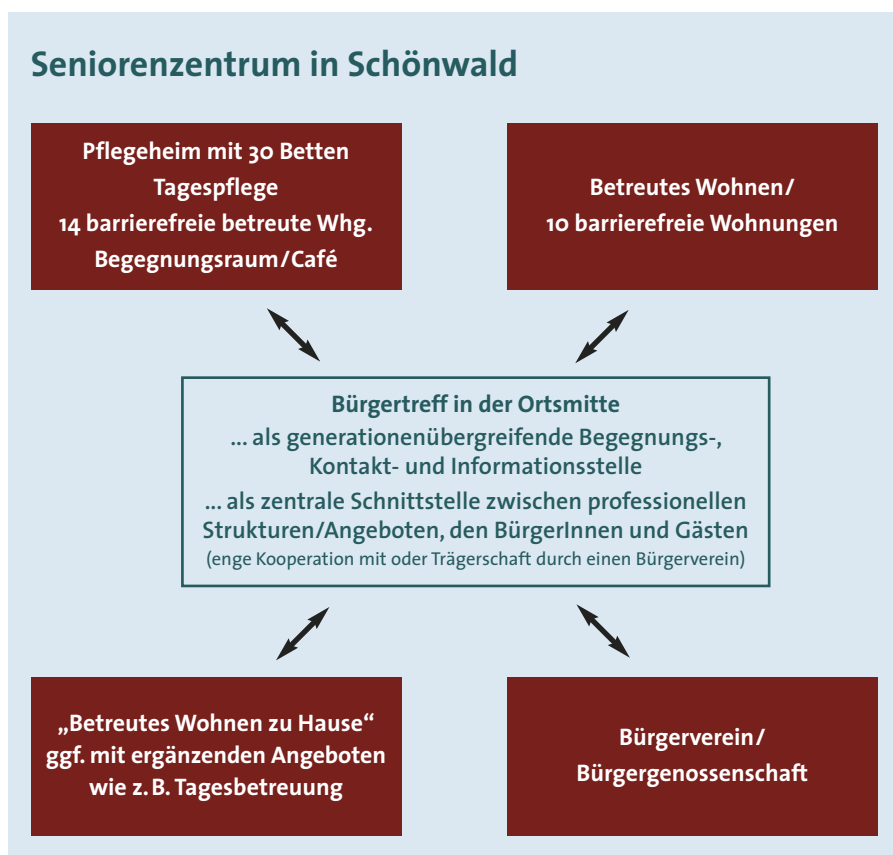 Seniorenzentrum in Schönwald
Pflegeheim mit 30 Betten
Tagespflege
14 barrierefreie betreute Whg.
Begegnungsraum/Café
Betreutes Wohnen/
10 barrierefreie Wohnungen
Bürgertreff in der Ortsmitte
... als generationenübergreifende Begegnungs-,
Kontakt- und Informationsstelle
... als zentrale Schnittstelle zwischen professionellen
Strukturen/Angeboten, den BürgerInnen und Gästen
(enge Kooperation mit oder Trägerschaft durch einen Bürgerverein)
„Betreutes Wohnen zu Hause“
ggf. mit ergänzenden Angeboten
wie z. B. Tagesbetreuung
Bürgerverein/
Bürgergenossenschaft